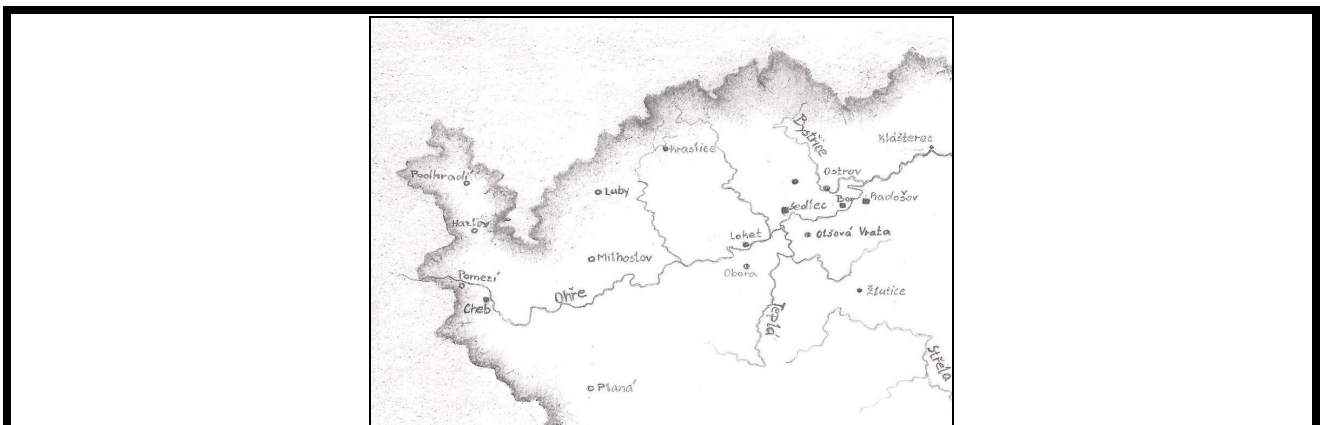 Bystřice
Klášterec
Kraslice
Podhradí
Ostrov
Luby
Bor
Radošov
Sedlec
Hazlov
Loket
Olšová Vrata
Milhostov
Obora
Pomezí
Žlutice
Ohře
Cheb
Teplá
Střela
Planá